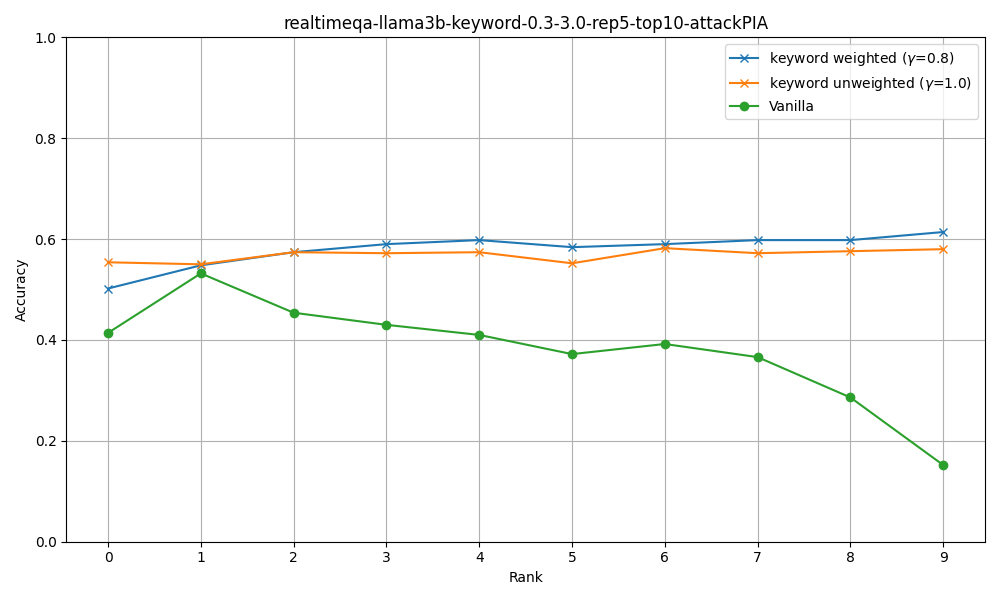 realtimeqa-llama3b-keyword-0.3-3.0-rep5-top10-attackPIA
keyword weighted (γ=0.8)
keyword unweighted (γ=1.0)
Vanilla
1.0
0.8
0.6
0.4
0.2
0.0
Accuracy
0 1 2 3 4 5 6 7 8 9
Rank